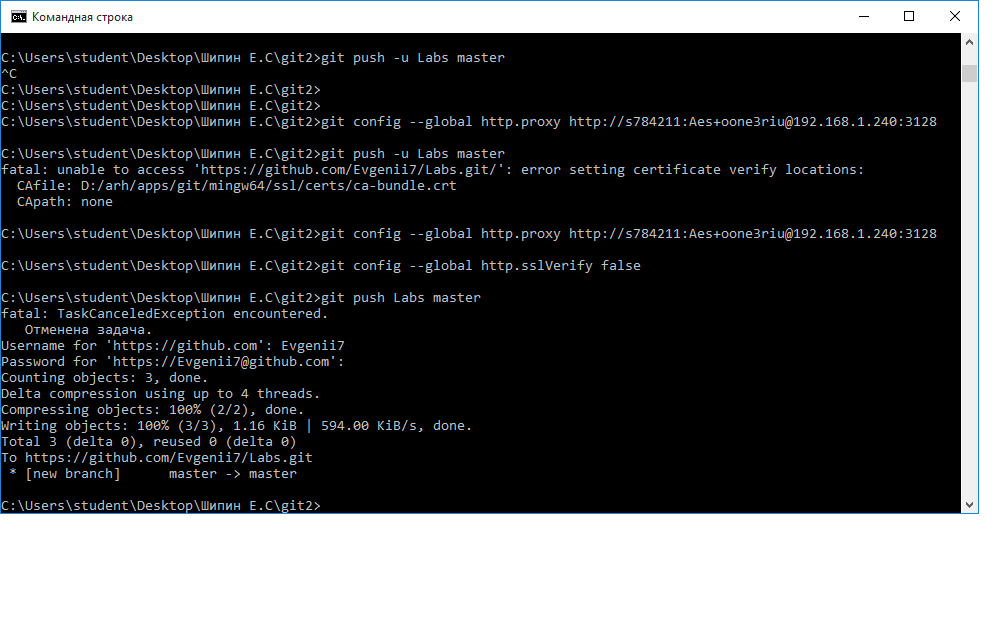 Командная строка
C:\Users\student\Desktop\Шипин Е.С\git2>git push -u Labs master
^C
C:\Users\student\Desktop\Шипин Е.С\git2>
C:\Users\student\Desktop\Шипин Е.С\git2>
C:\Users\student\Desktop\Шипин Е.С\git2>git config --global http.proxy http://s784211:Aes+oone3riu@192.168.1.240:3128
C:\Users\student\Desktop\Шипин Е.С\git2>git push -u Labs master
fatal: unable to access 'https://github.com/Evgenii7/Labs.git/': error setting certificate verify locations:
  CAfile: D:/arh/apps/git/mingw64/ssl/certs/ca-bundle.crt
  CApath: none
C:\Users\student\Desktop\Шипин Е.С\git2>git config --global http.proxy http://s784211:Aes+oone3riu@192.168.1.240:3128
C:\Users\student\Desktop\Шипин Е.С\git2>git config --global http.sslVerify false
C:\Users\student\Desktop\Шипин Е.С\git2>git push Labs master
fatal: TaskCanceledException encountered.
   Отменена задача.
Username for 'https://github.com': Evgenii7
Password for 'https://Evgenii7@github.com':
Counting objects: 3, done.
Delta compression using up to 4 threads.
Compressing objects: 100% (2/2), done.
Writing objects: 100% (3/3), 1.16 KiB | 594.00 KiB/s, done.
Total 3 (delta 0), reused 0 (delta 0)
To https://github.com/Evgenii7/Labs.git
 * [new branch]      master -> master
C:\Users\student\Desktop\Шипин Е.С\git2>